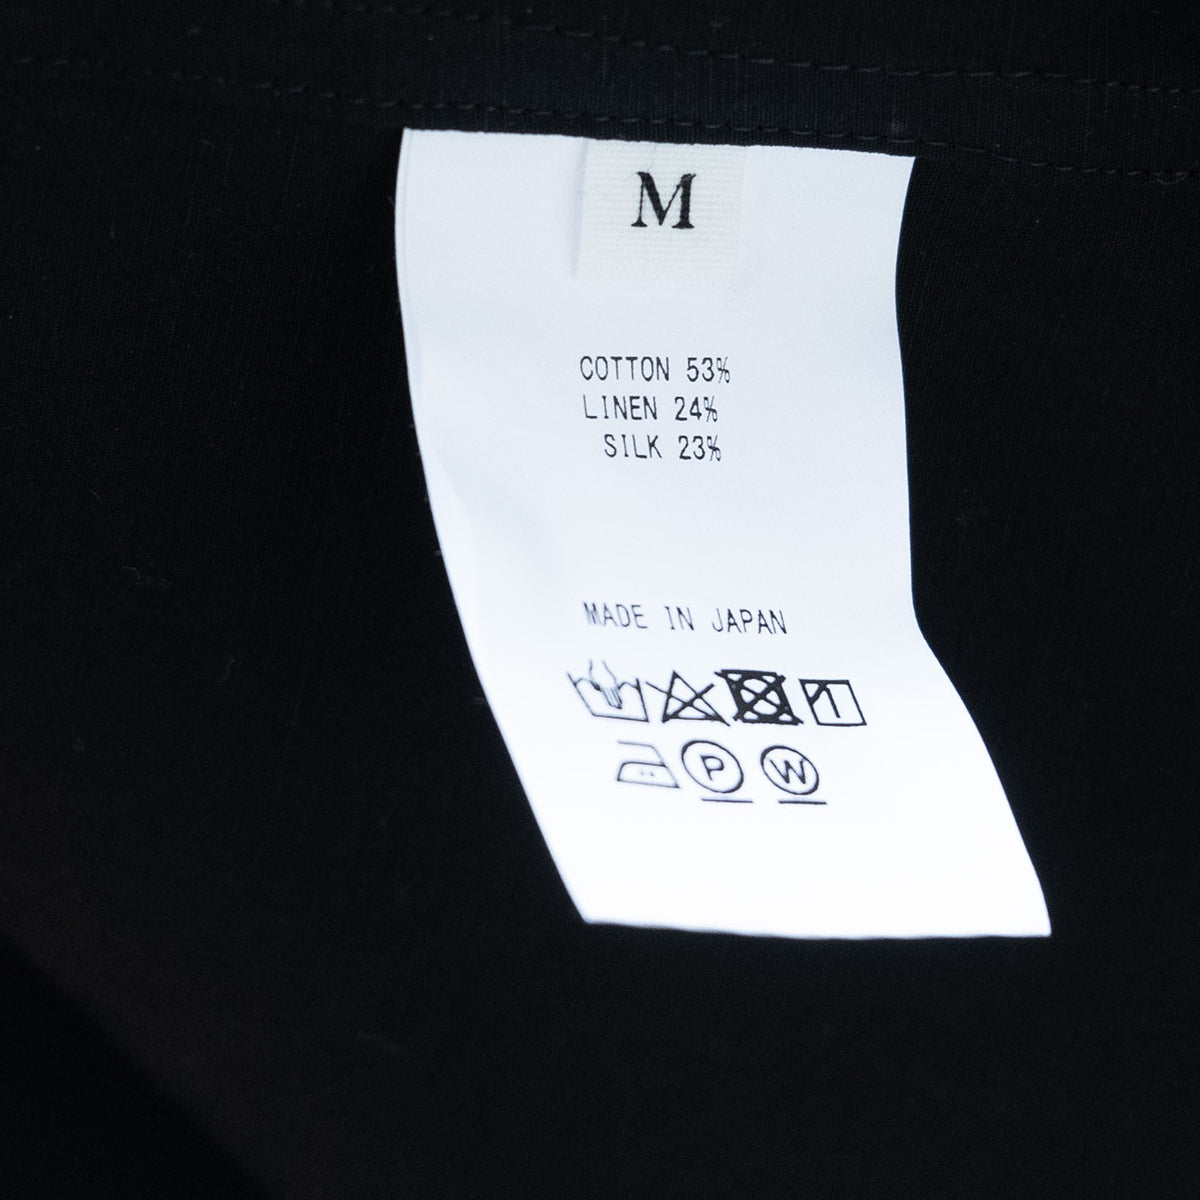 M
COTTON 53%
LINEN 24%
SILK 23%
MADE IN JAPAN
P W